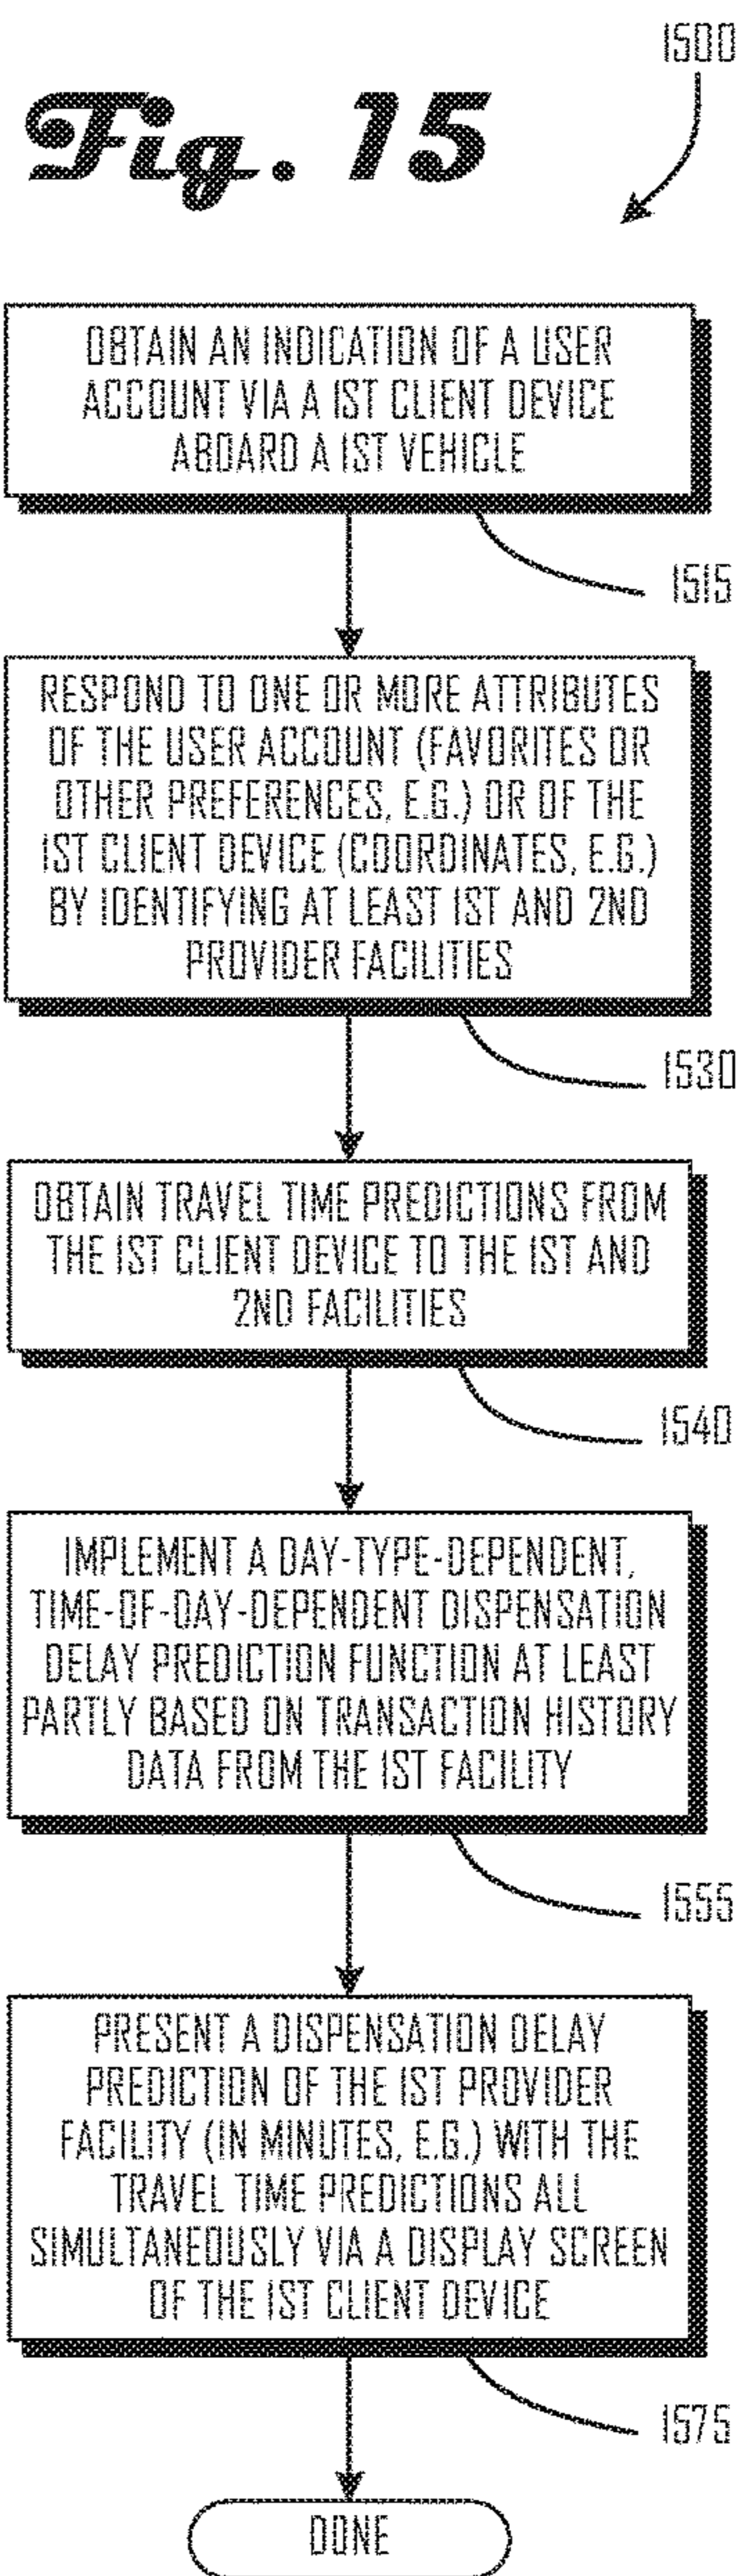 1500
Fig. 15
OBTAIN AN INDICATION OF A USER
ACCOUNT VIA A 1ST CLIENT DEVICE
ABOARD A 1ST VEHICLE
1515
RESPOND TO ONE OR MORE ATTRIBUTES
OF THE USER ACCOUNT (FAVORITES OR
OTHER PREFERENCES, E.G.) OR OF THE
1ST CLIENT DEVICE (COORDINATES, E.G.)
BY IDENTIFYING AT LEAST 1ST AND 2ND
PROVIDER FACILITIES
1530
OBTAIN TRAVEL TIME PREDICTIONS FROM
THE 1ST CLIENT DEVICE TO THE 1ST AND
2ND FACILITIES
1540
IMPLEMENT A DAY-TYPE-DEPENDENT,
TIME-OF-DAY-DEPENDENT DISPENSATION
DELAY PREDICTION FUNCTION AT LEAST
PARTLY BASED ON TRANSACTION HISTORY
DATA FROM THE 1ST FACILITY
1555
PRESENT A DISPENSATION DELAY
PREDICTION OF THE 1ST PROVIDER
FACILITY (IN MINUTES, E.G.) WITH THE
TRAVEL TIME PREDICTIONS ALL
SIMULTANEOUSLY VIA A DISPLAY SCREEN
OF THE 1ST CLIENT DEVICE
1575
DONE